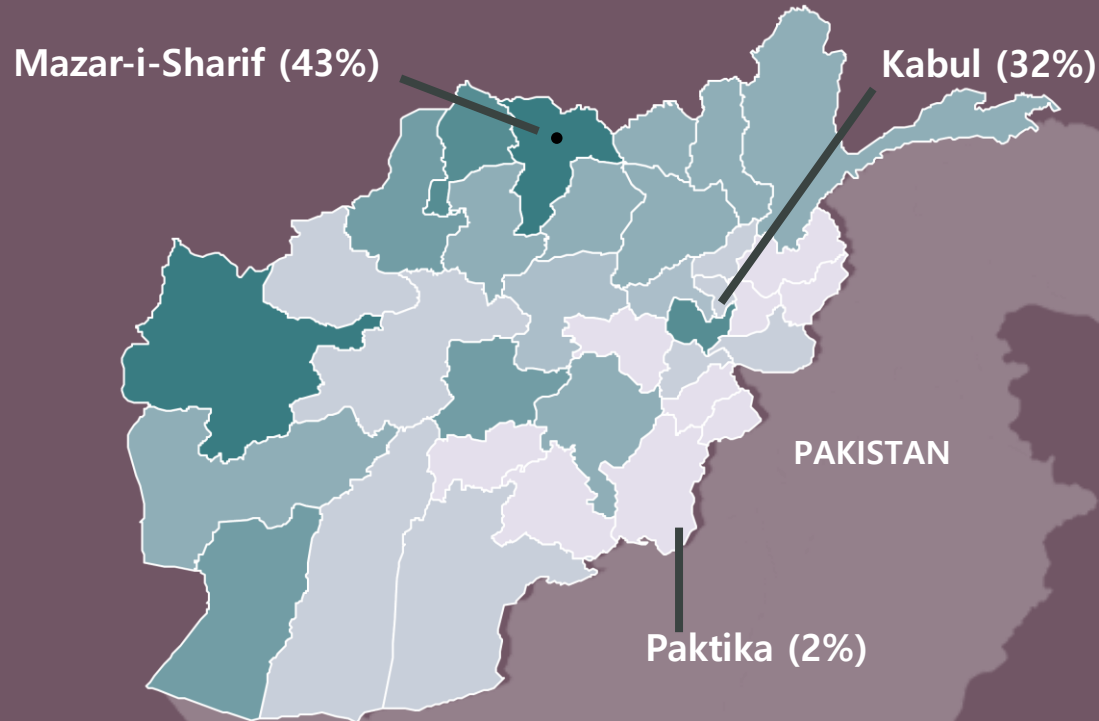 Mazar-i-Sharif (43%)
Kabul (32%)
PAKISTAN
Paktika (2%)